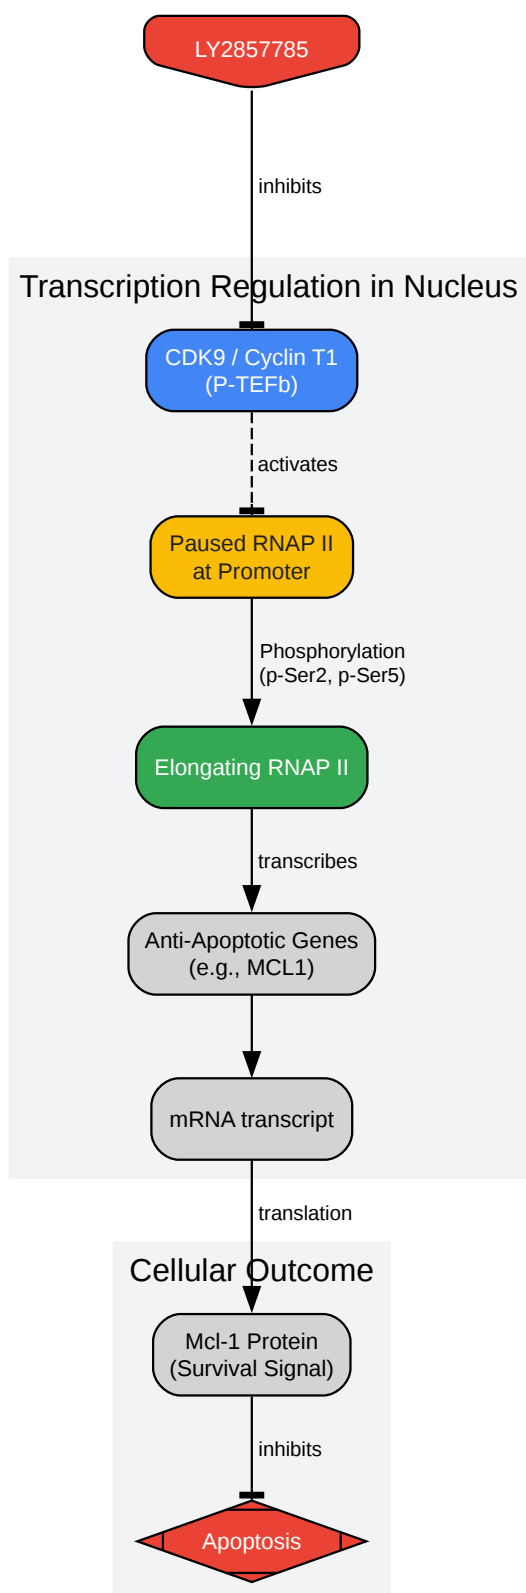 LY2857785
inhibits
Transcription Regulation in Nucleus
CDK9 / Cyclin T1
(P-TEFb)
activates
Paused RNAP II
at Promoter
Phosphorylation
(p-Ser2, p-Ser5)
Elongating RNAP II
transcribes
Anti-Apoptotic Genes
(e.g., MCL1)
mRNA transcript
translation
Cellular Outcome
Mcl-1 Protein
(Survival Signal)
inhibits
Apoptosis